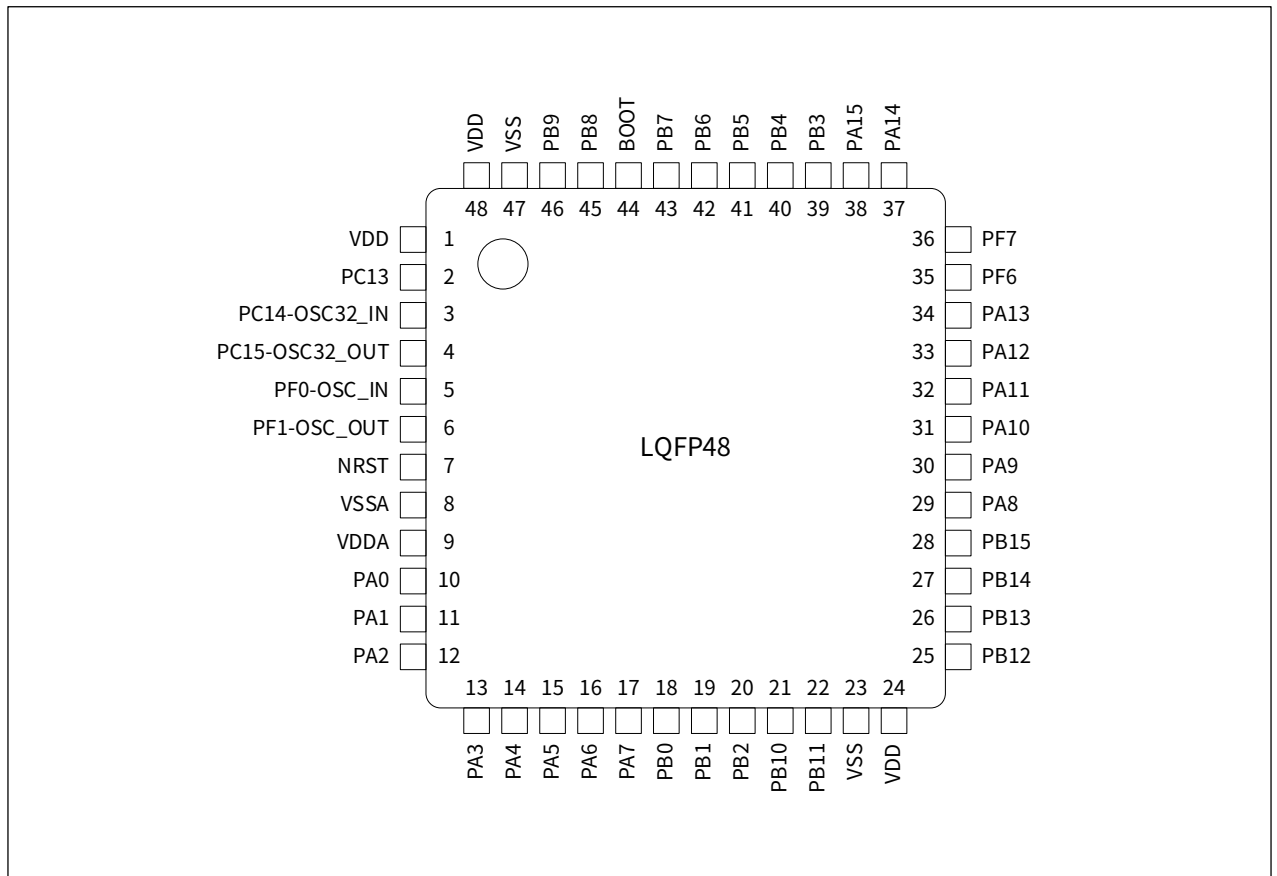 VDD
VSS
PB9
PB8
BOOT
PB7
PB6
PB5
PB4
PB3
PA15
PA14
48 47 46 45 44 43 42 41 40 39 38 37
VDD 1 36 PF7
PC13 2 35 PF6
PC14-OSC32_IN 3 34 PA13
PC15-OSC32_OUT 4 33 PA12
PF0-OSC_IN 5 32 PA11
PF1-OSC_OUT 6 31 PA10
LQFP48
NRST 7 30 PA9
VSSA 8 29 PA8
VDDA 9 28 PB15
PA0 10 27 PB14
PA1 11 26 PB13
PA2 12 25 PB12
13 14 15 16 17 18 19 20 21 22 23 24
PA3
PA4
PA5
PA6
PA7
PB0
PB1
PB2
PB10
PB11
VSS
VDD